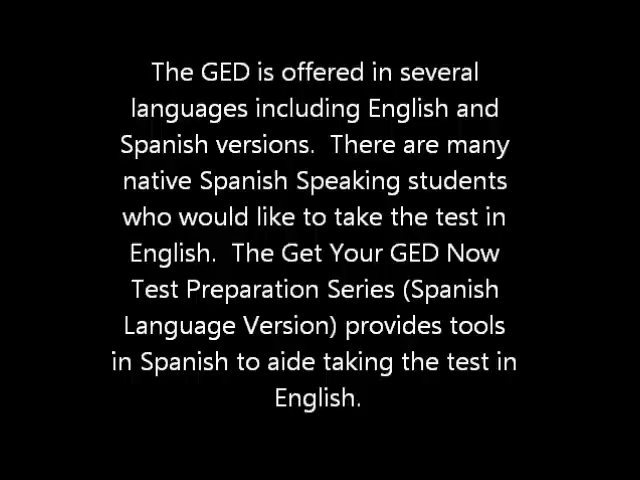 The GED is offered in several
languages including English and
Spanish versions.  There are many
native Spanish Speaking students
who would like to take the test in
English.  The Get Your GED Now
Test Preparation Series (Spanish
Language Version) provides tools
in Spanish to aide taking the test in
English.